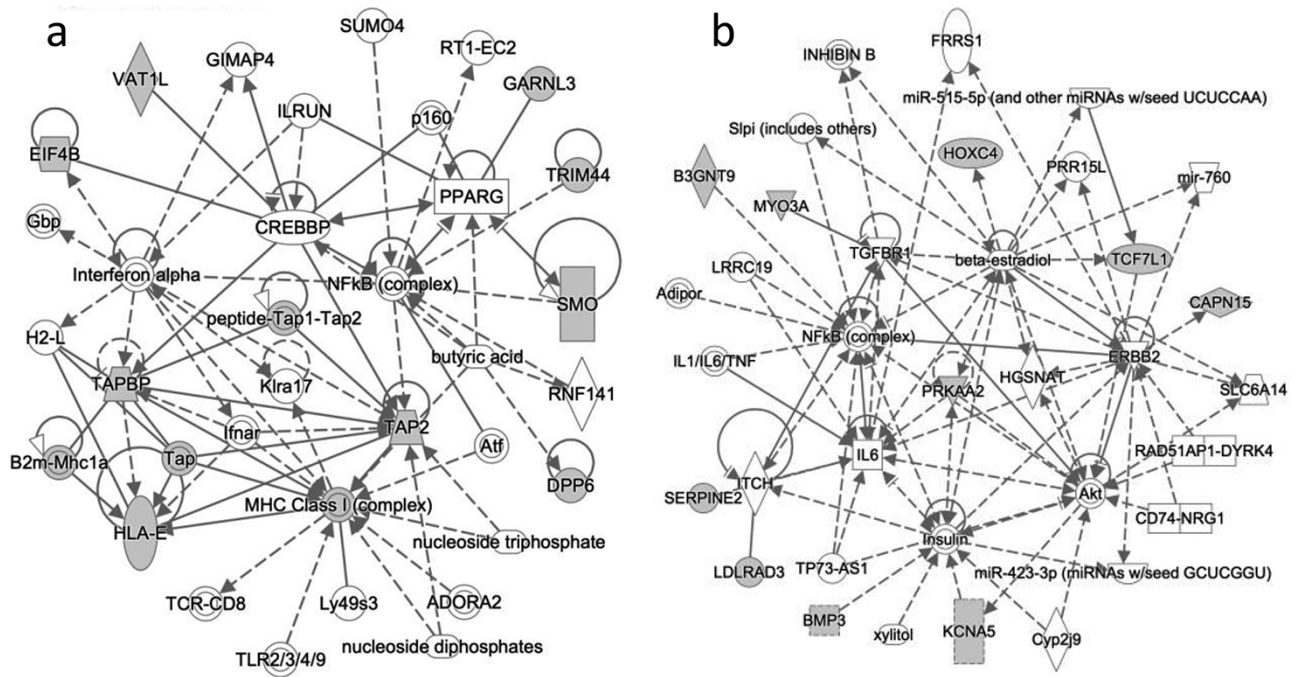 a
SUMO4
GIMAP4
RT1-EC2
VAT1L
GARNL3
ILRUN
p160
EIF4B
TRIM44
PPARG
Gbp
CREBBP
Interferon alpha
NFkB (complex)
SMO
peptide-Tap1-Tap2
H2-L
butyric acid
TAPBP
Klra17
RNF141
Ifnar
TAP2
Atf
B2m-Mhc1a
Tap
DPP6
MHC Class I (complex)
HLA-E
nucleoside triphosphate
TCR-CD8
Ly49s3
ADORA2
nucleoside diphosphates
TLR2/3/4/9
b
FRRS1
INHIBIN B
miR-515-5p (and other miRNAs w/seed UCUCCAA)
Slpi (includes others)
HOXC4
PRR15L
B3GNT9
mir-760
MYO3A
TGFBR1
beta-estradiol
TCF7L1
LRRC19
Adipor
CAPN15
NFkB (complex)
ERBB2
IL1/IL6/TNF
PRKAA2
HGSNAT
SLC6A14
IL6
RAD51AP1-DYRK4
ITCH
SERPINE2
Akt
CD74-NRG1
Insulin
LDLRAD3
TP73-AS1
miR-423-3p (miRNAs w/seed GCUCGGU)
BMP3
xylitol
KCNA5
Cyp2j9